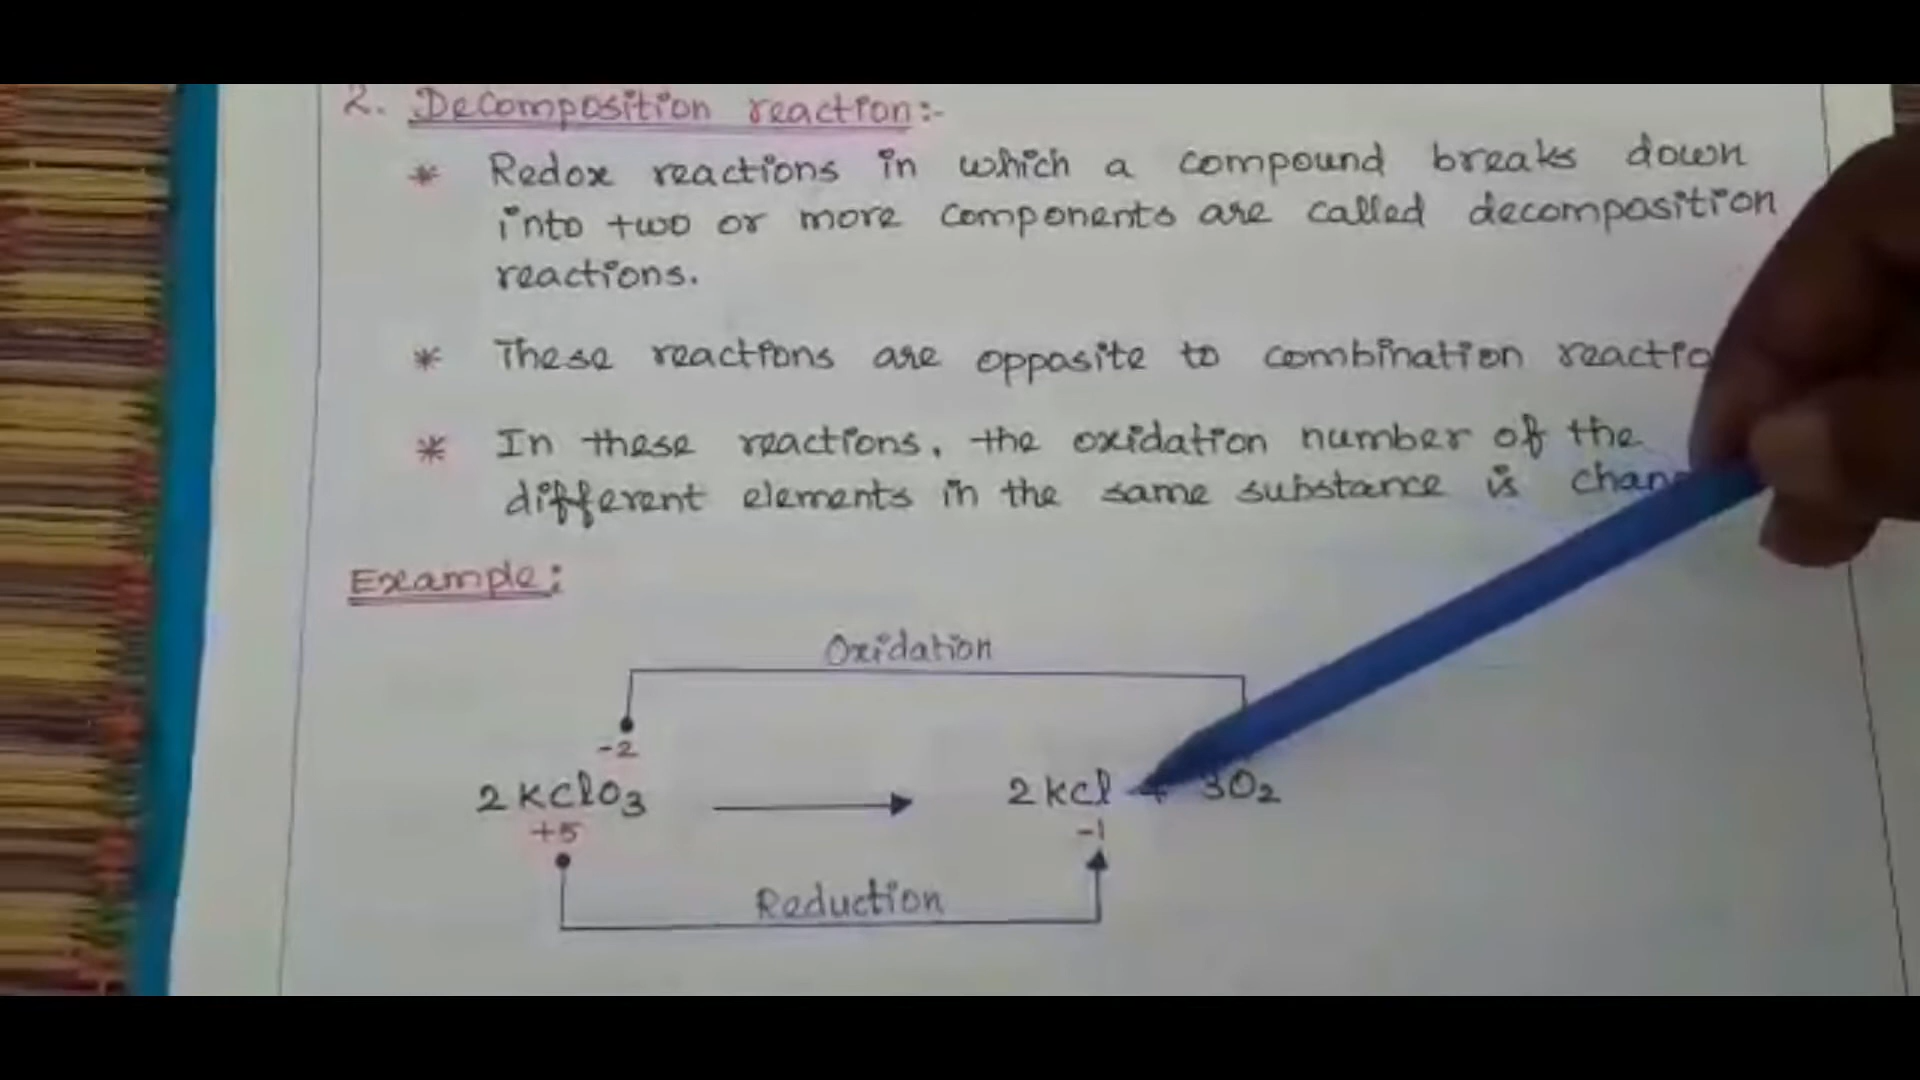 2. Decomposition reaction:-
* Redox reactions in which a compound breaks down
into two or more components are called decomposition
reactions.
* These reactions are opposite to combination reactio
* In these reactions, the oxidation number of the
different elements in the same substance is chan
Example:
Oxidation
-2
2KClO3 → 2KCl + 3O2
+5 -1
Reduction